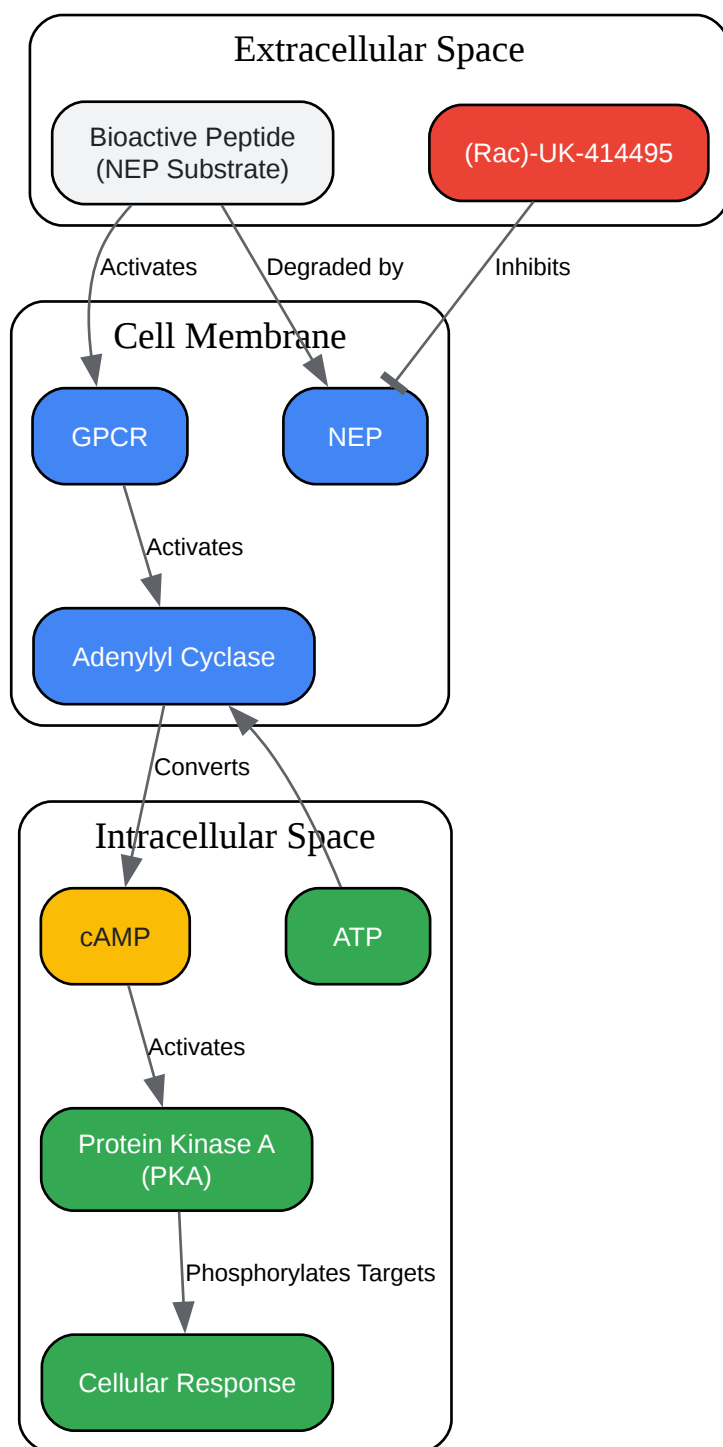 Extracellular Space
Bioactive Peptide
(NEP Substrate)
(Rac)-UK-414495
Activates
Degraded by
Inhibits
Cell Membrane
GPCR
NEP
Activates
Adenylyl Cyclase
Converts
Intracellular Space
cAMP
ATP
Activates
Protein Kinase A
(PKA)
Phosphorylates Targets
Cellular Response